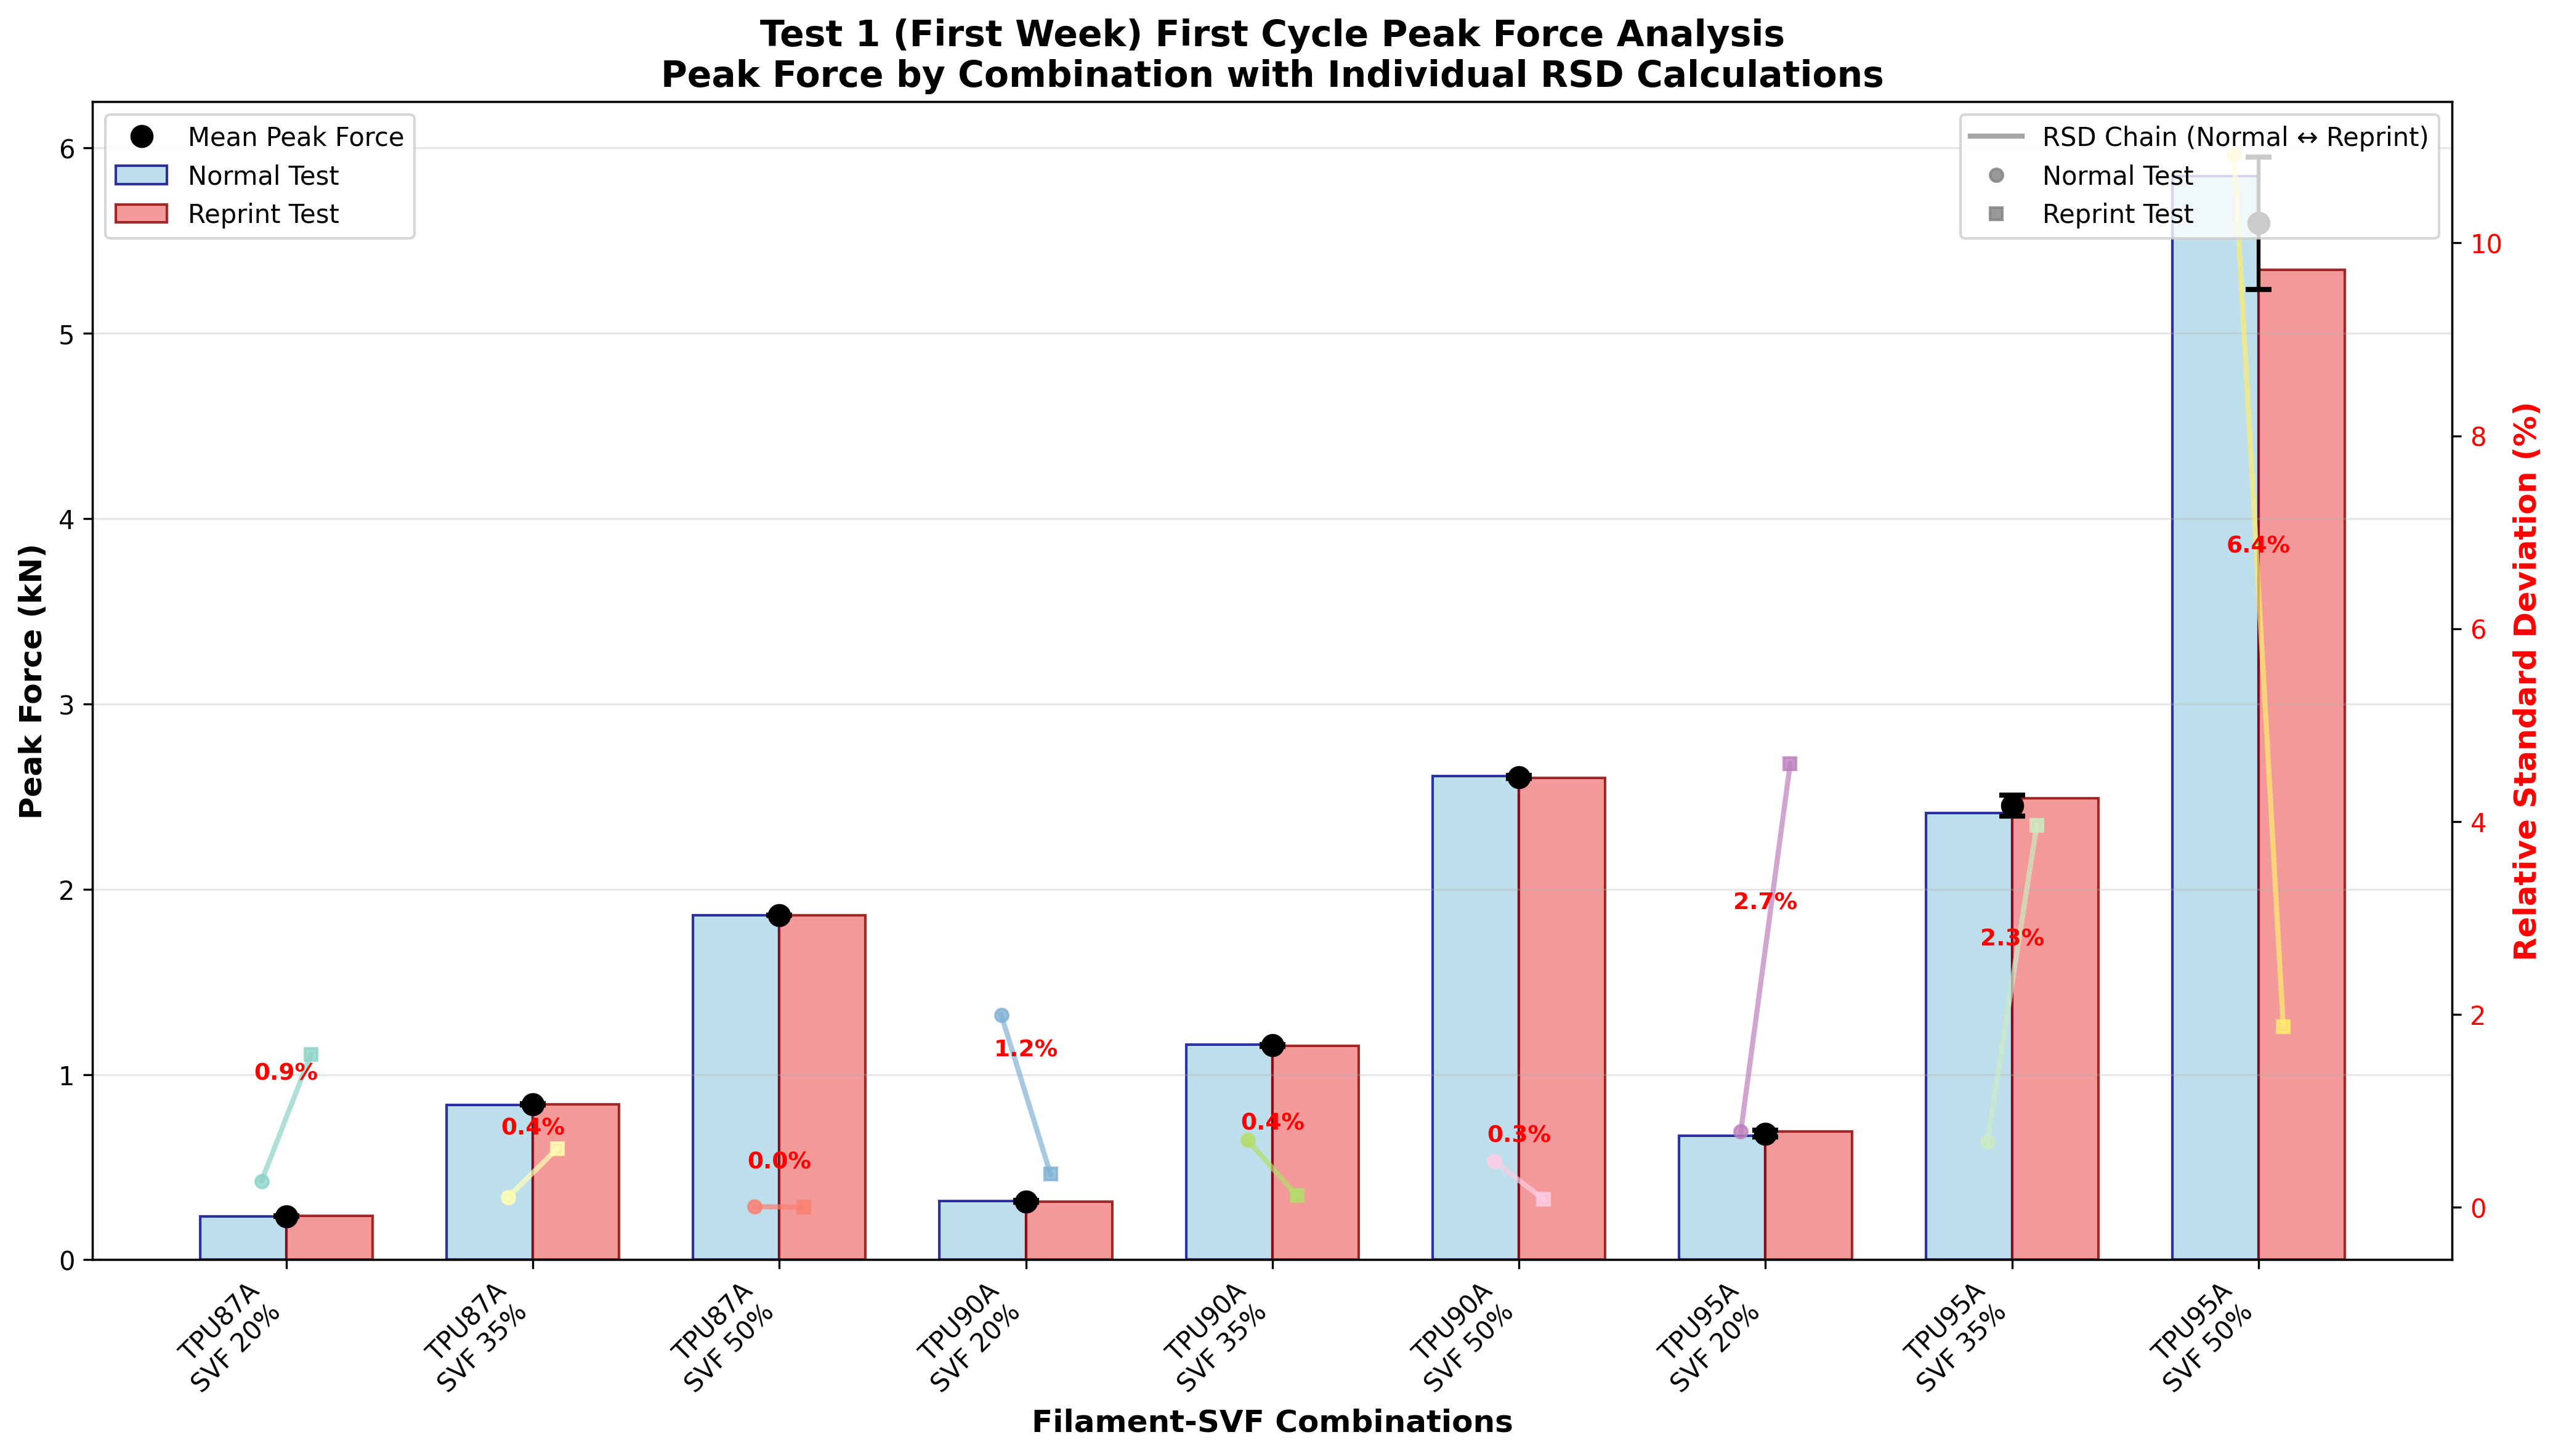 Test 1 (First Week) First Cycle Peak Force Analysis
Peak Force by Combination with Individual RSD Calculations
Mean Peak Force
Normal Test
Reprint Test
RSD Chain (Normal ↔ Reprint)
Normal Test
Reprint Test
Peak Force (kN)
6
5
4
3
2
1
0
Relative Standard Deviation (%)
10
8
6
4
2
0
0.9%
0.4%
0.0%
1.2%
0.4%
0.3%
2.7%
2.3%
6.4%
TPU87A
SVF 20%
TPU87A
SVF 35%
TPU87A
SVF 50%
TPU90A
SVF 20%
TPU90A
SVF 35%
TPU90A
SVF 50%
TPU95A
SVF 20%
TPU95A
SVF 35%
TPU95A
SVF 50%
Filament-SVF Combinations